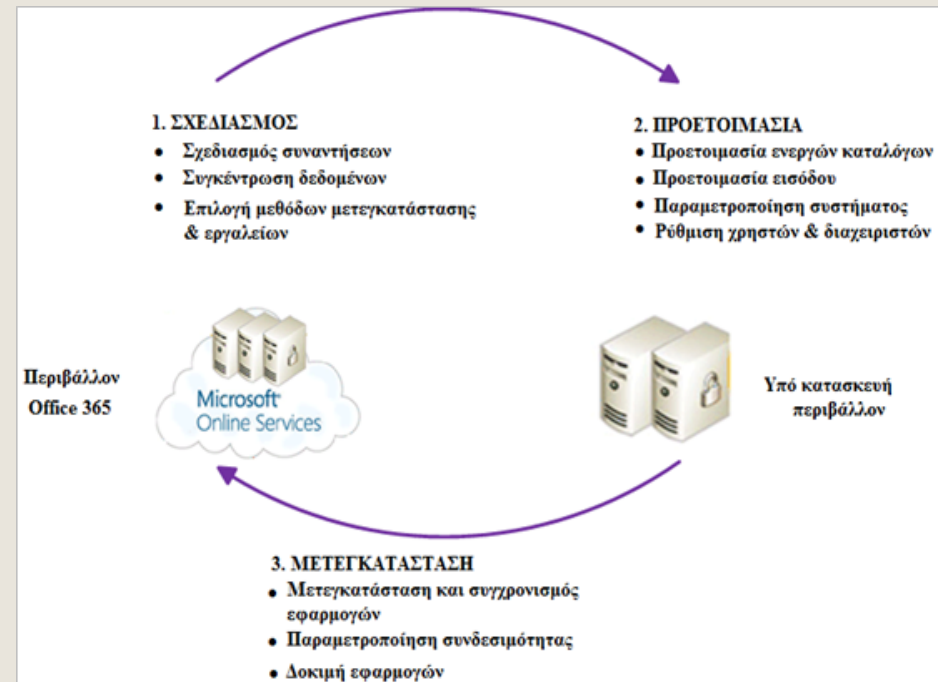 1. ΣΧΕΔΙΑΣΜΟΣ
• Σχεδιασμός συναντήσεων
• Συγκέντρωση δεδομένων
• Επιλογή μεθόδων μετεγκατάστασης
& εργαλείων
2. ΠΡΟΕΤΟΙΜΑΣΙΑ
• Προετοιμασία ενεργών καταλόγων
• Προετοιμασία εισόδου
• Παραμετροποίηση συστήματος
• Ρύθμιση χρηστών & διαχειριστών
Περιβάλλον
Office 365
Microsoft®
Online Services
Υπό κατασκευή
περιβάλλον
3. ΜΕΤΕΓΚΑΤΑΣΤΑΣΗ
• Μετεγκατάσταση και συγχρονισμός
εφαρμογών
• Παραμετροποίηση συνδεσιμότητας
• Δοκιμή εφαρμογών